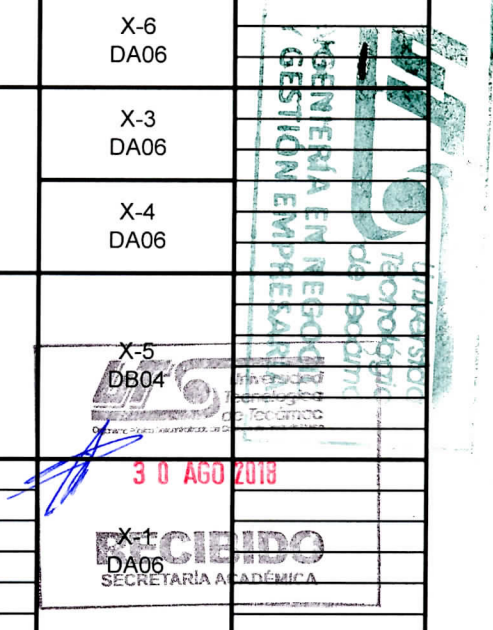 X-6
DA06
X-3
DA06
X-4
DA06
INGENIERÍA EN NEGOCIOS
Y GESTIÓN EMPRESARIAL
Universidad
Tecnológica
de Tecámac
X-5
DB04
Universidad
Tecnológica
de Tecámac
30 AGO 2018
RECIBIDO
X-1
DA06
SECRETARÍA ACADÉMICA